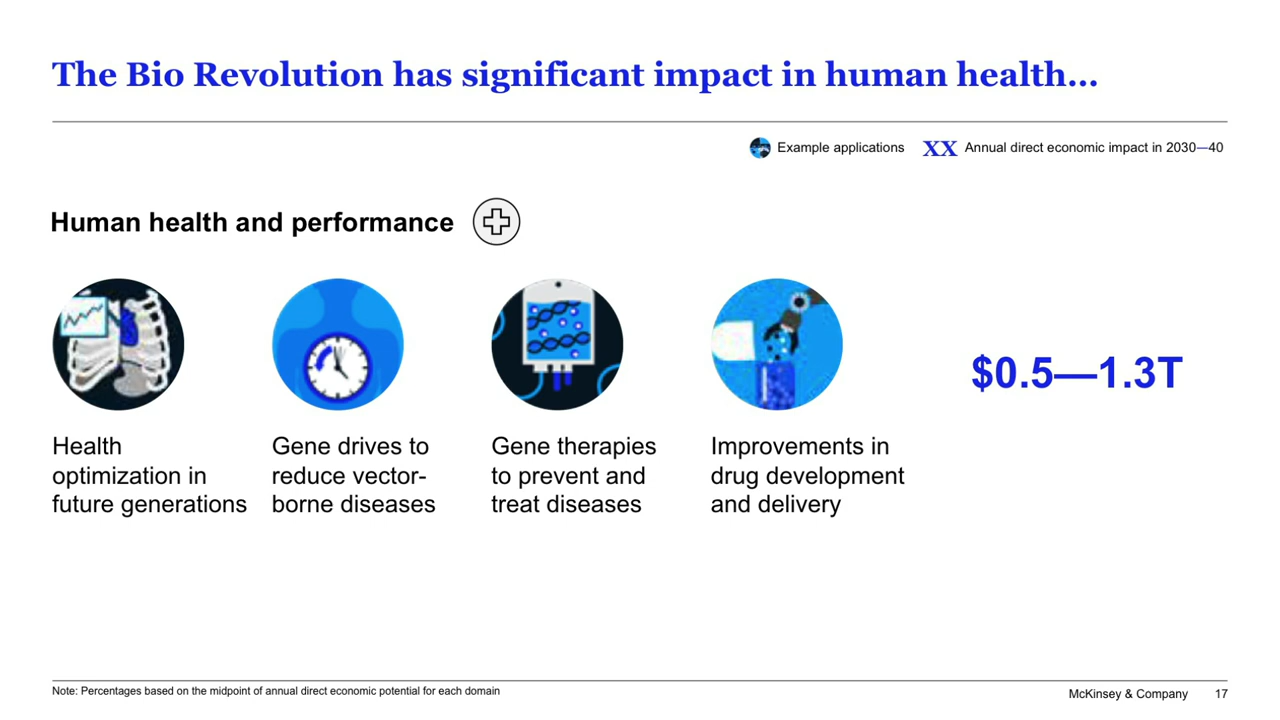 The Bio Revolution has significant impact in human health…
Example applications
XX Annual direct economic impact in 2030—40
Human health and performance
Health
optimization in
future generations
Gene drives to
reduce vector-
borne diseases
Gene therapies
to prevent and
treat diseases
Improvements in
drug development
and delivery
$0.5—1.3T
Note: Percentages based on the midpoint of annual direct economic potential for each domain
McKinsey & Company 17